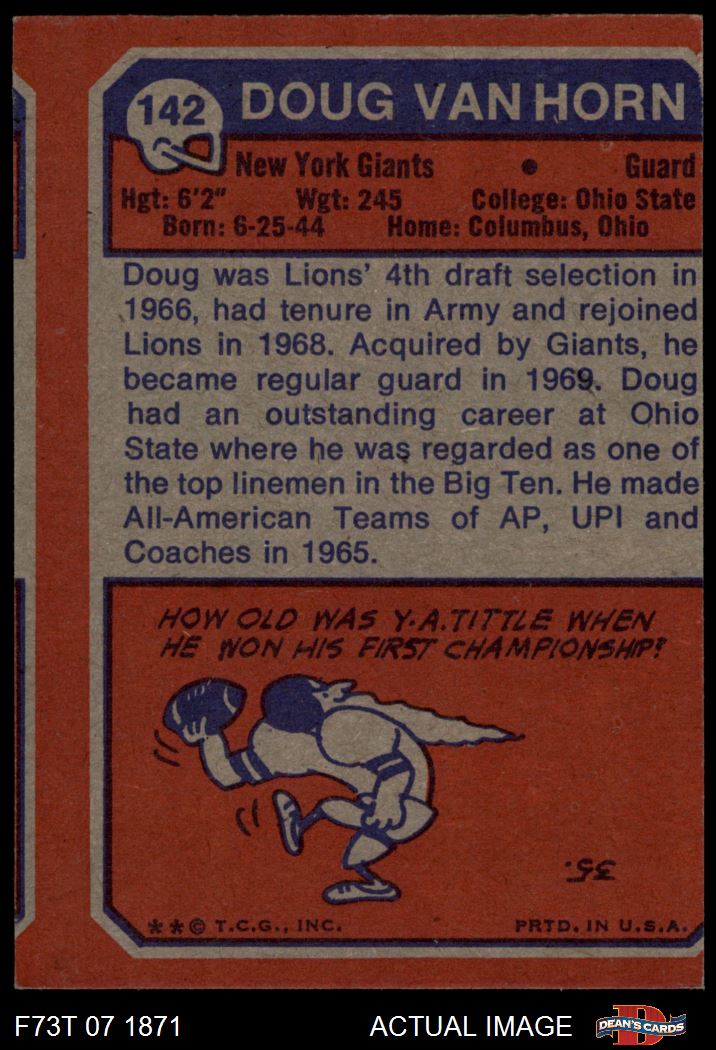 142 DOUG VAN HORN
New York Giants • Guard
Hgt: 6'2" Wgt: 245 College: Ohio State
Born: 6-25-44 Home: Columbus, Ohio
Doug was Lions' 4th draft selection in
1966, had tenure in Army and rejoined
Lions in 1968. Acquired by Giants, he
became regular guard in 1969. Doug
had an outstanding career at Ohio
State where he was regarded as one of
the top linemen in the Big Ten. He made
All-American Teams of AP, UPI and
Coaches in 1965.
HOW OLD WAS Y.A. TITTLE WHEN
HE WON HIS FIRST CHAMPIONSHIP?
35.
** © T.C.G., INC. PRTD. IN U.S.A.
F73T 07 1871 ACTUAL IMAGE DEAN'S CARDS